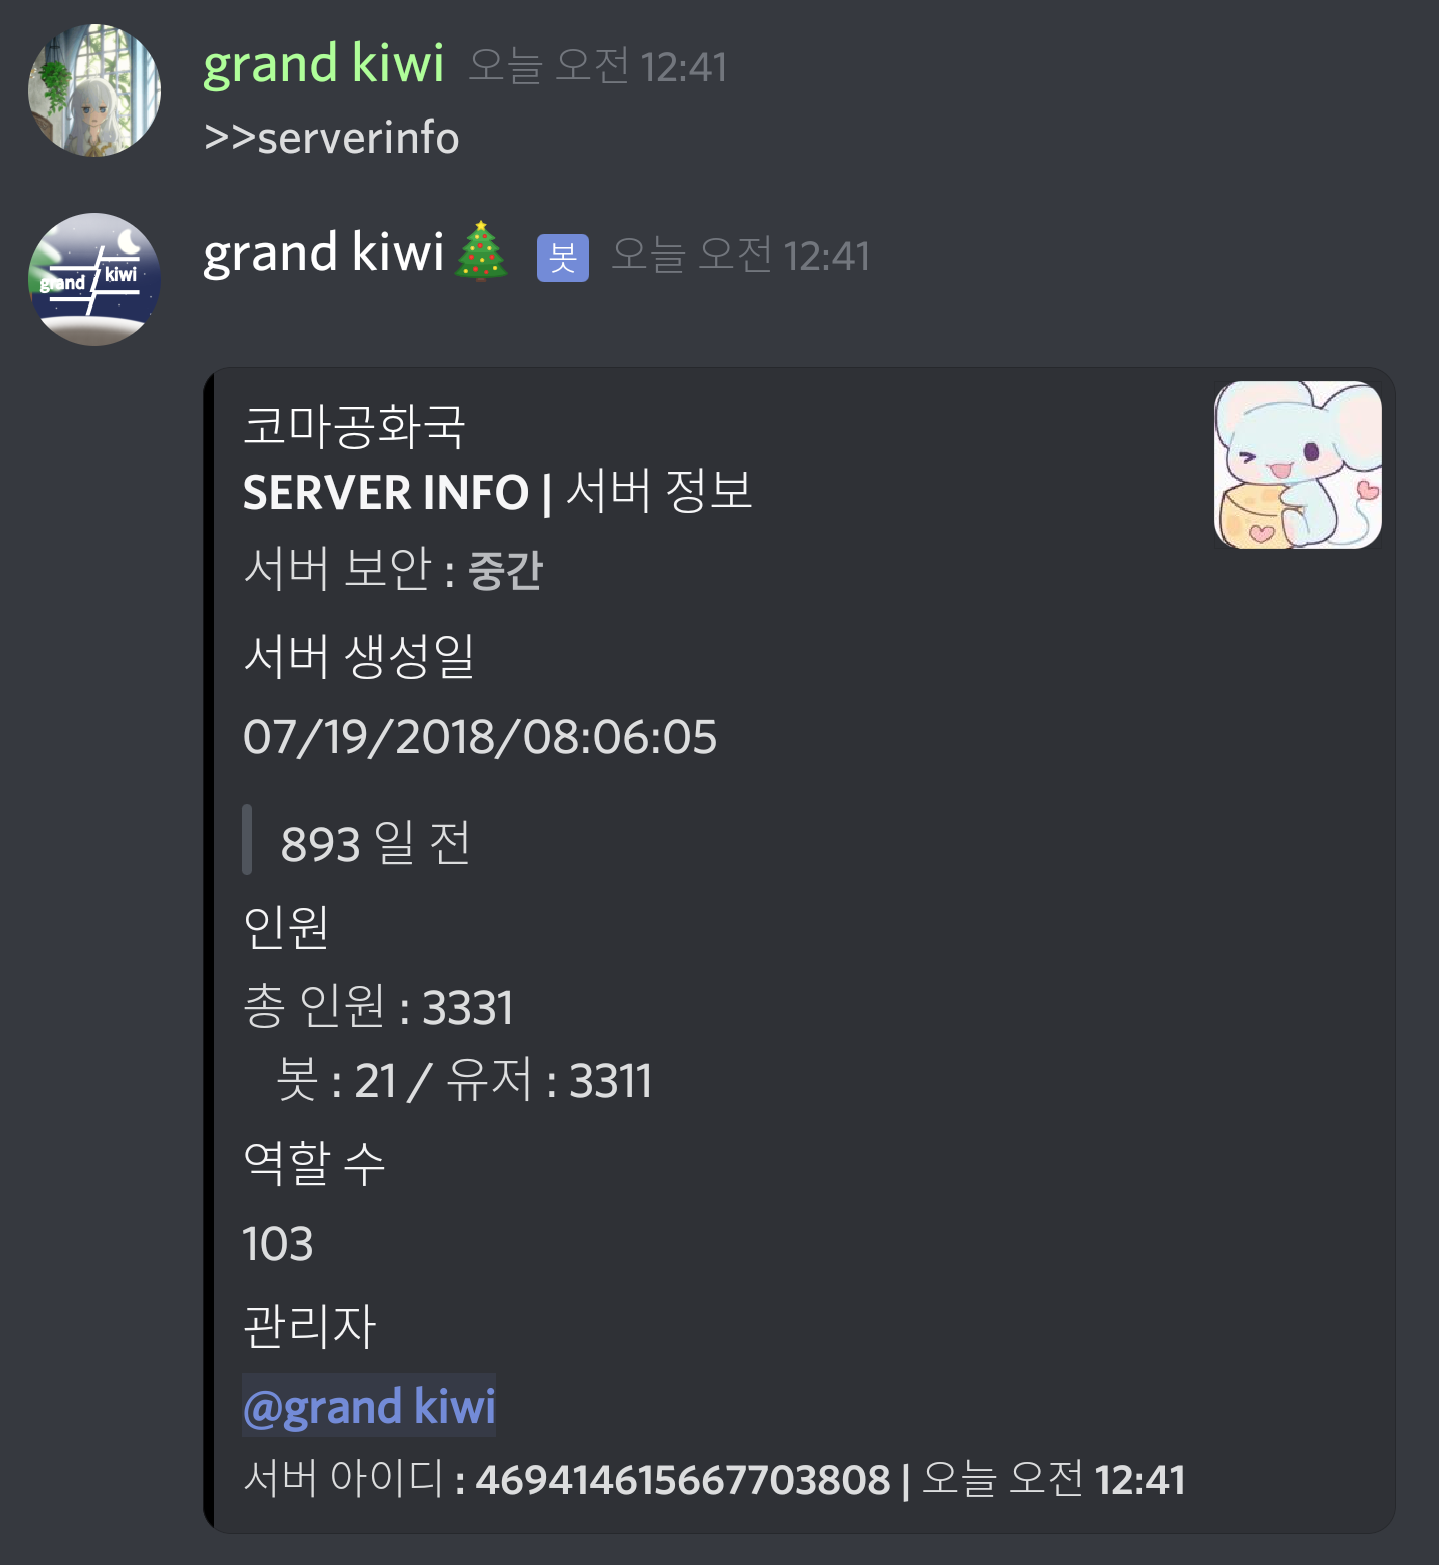 grand kiwi 오늘 오전 12:41
>>serverinfo
grand kiwi🎄 봇 오늘 오전 12:41
grand kiwi
코마공화국
SERVER INFO | 서버 정보
서버 보안 : 중간
서버 생성일
07/19/2018/08:06:05
893 일 전
인원
총 인원 : 3331
봇 : 21 / 유저 : 3311
역할 수
103
관리자
@grand kiwi
서버 아이디 : 469414615667703808 | 오늘 오전 12:41